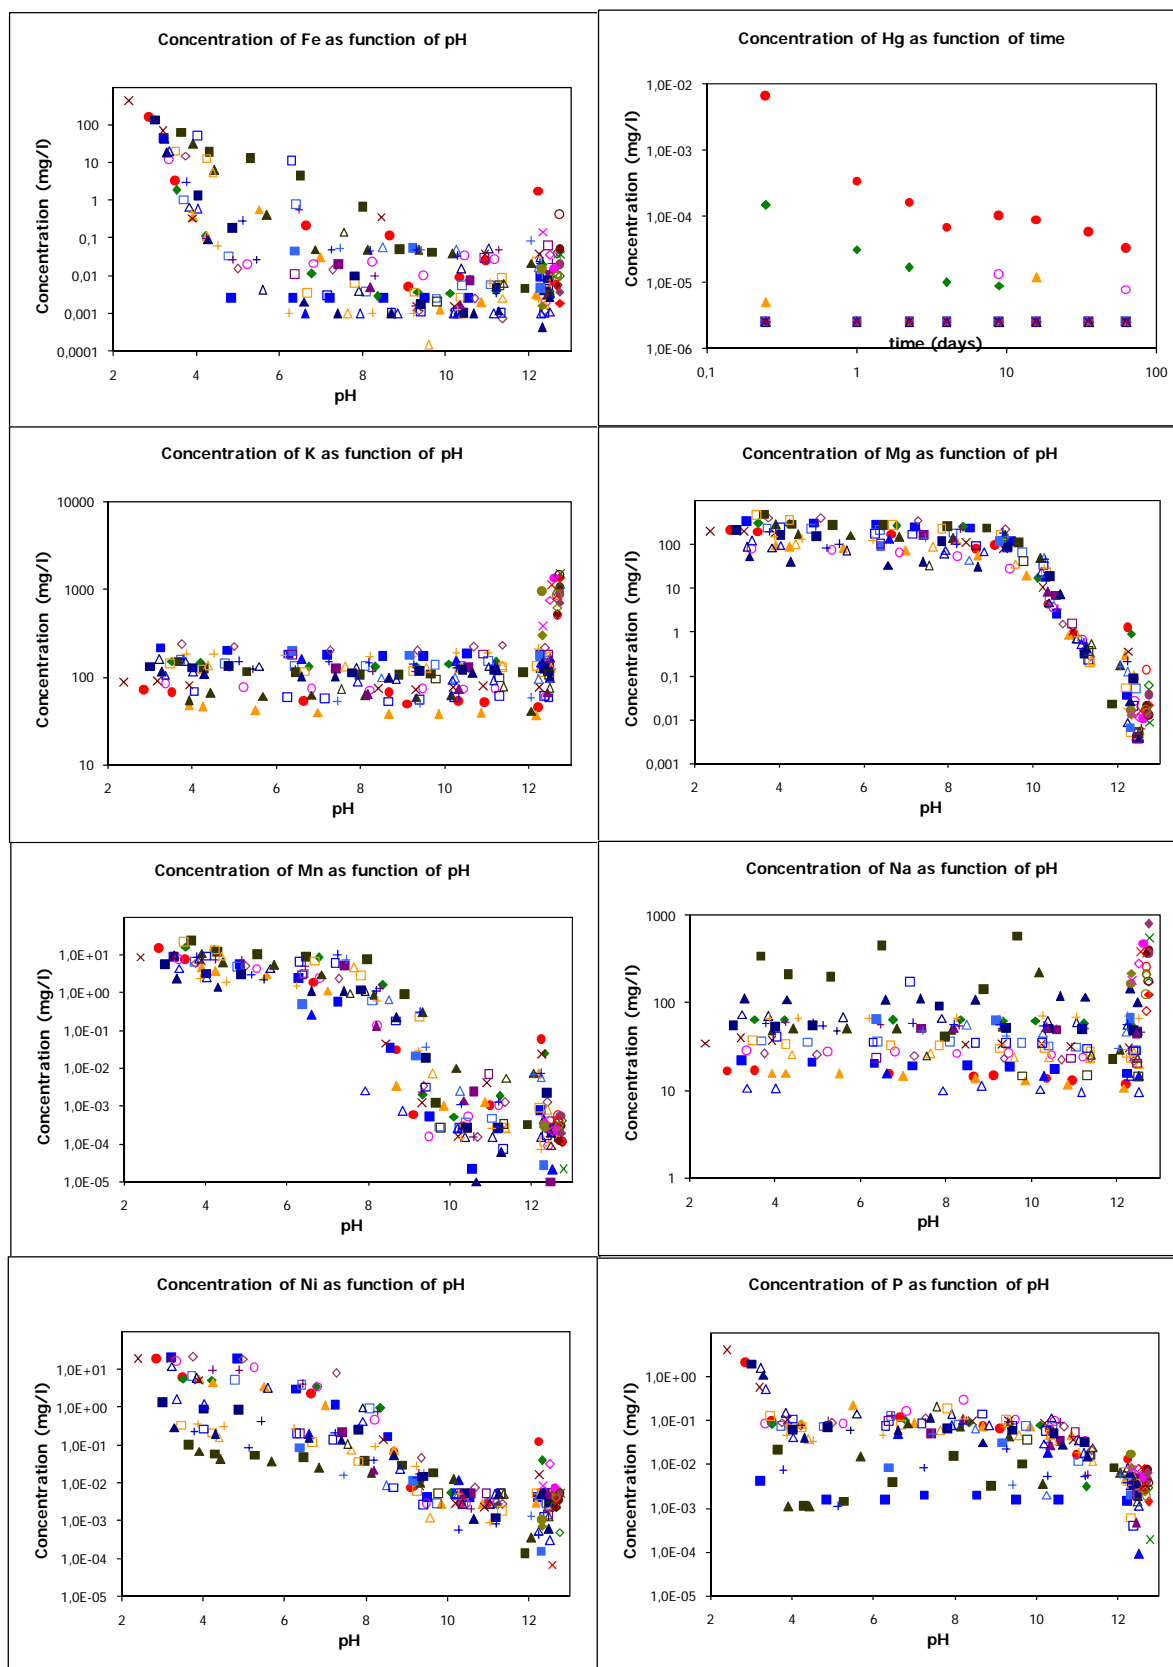 Concentration of Fe as function of pH
Concentration (mg/l)
100
10
1
0,1
0,01
0,001
0,0001
2 4 6 8 10 12
pH
Concentration of Hg as function of time
Concentration (mg/l)
1,0E-02
1,0E-03
1,0E-04
1,0E-05
1,0E-06
time (days)
0,1 1 10 100
Concentration of K as function of pH
Concentration (mg/l)
10000
1000
100
10
2 4 6 8 10 12
pH
Concentration of Mg as function of pH
Concentration (mg/l)
100
10
1
0,1
0,01
0,001
2 4 6 8 10 12
pH
Concentration of Mn as function of pH
Concentration (mg/l)
1,0E+01
1,0E+00
1,0E-01
1,0E-02
1,0E-03
1,0E-04
1,0E-05
2 4 6 8 10 12
pH
Concentration of Na as function of pH
Concentration (mg/l)
1000
100
10
1
2 4 6 8 10 12
pH
Concentration of Ni as function of pH
Concentration (mg/l)
1,0E+01
1,0E+00
1,0E-01
1,0E-02
1,0E-03
1,0E-04
1,0E-05
2 4 6 8 10 12
pH
Concentration of P as function of pH
Concentration (mg/l)
1,0E+00
1,0E-01
1,0E-02
1,0E-03
1,0E-04
1,0E-05
2 4 6 8 10 12
pH